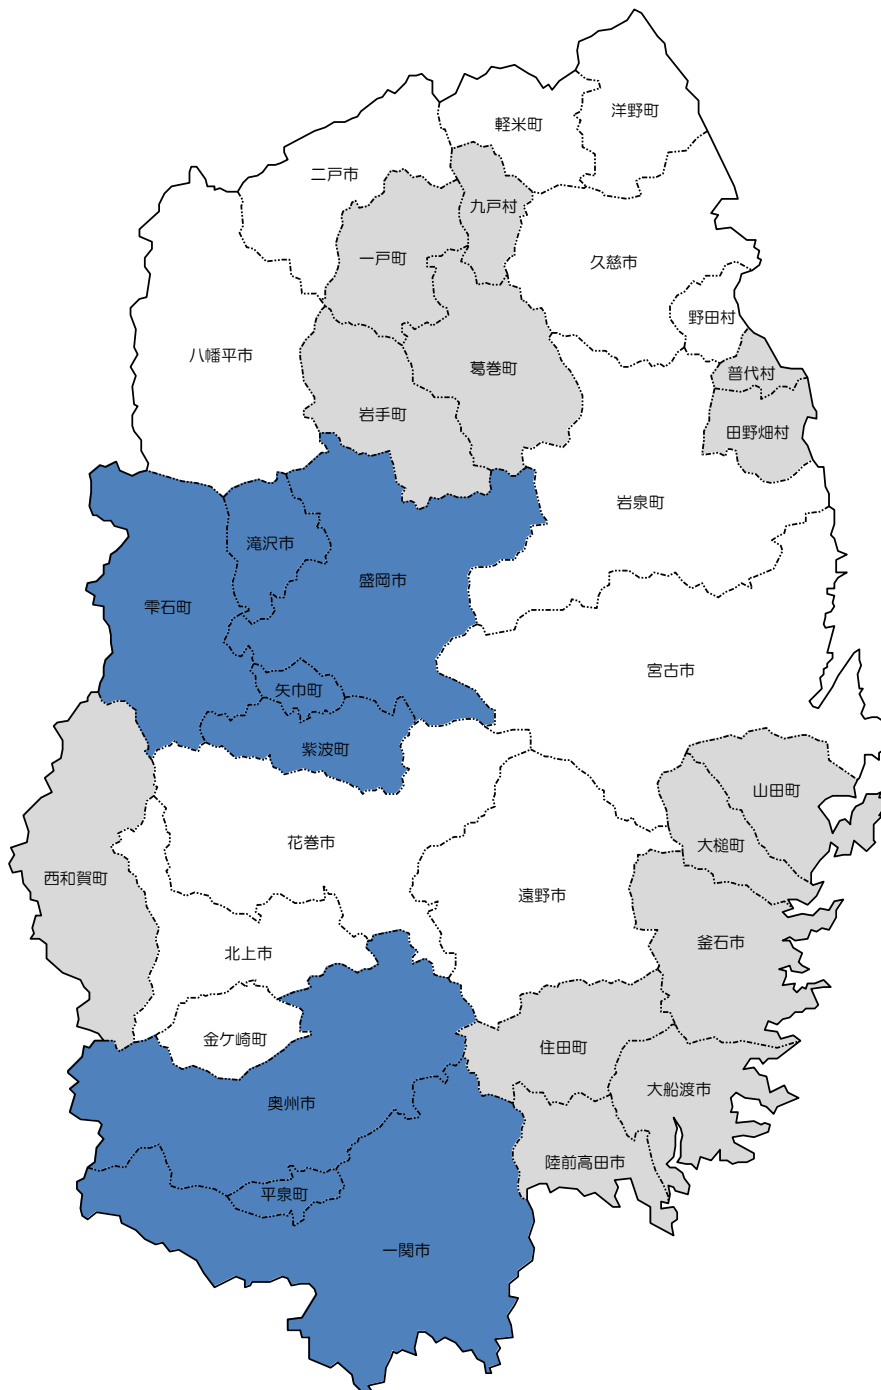 洋野町
軽米町
二戸市
九戸村
一戸町
久慈市
野田村
八幡平市
葛巻町
普代村
岩手町
田野畑村
岩泉町
滝沢市
盛岡市
雫石町
宮古市
矢巾町
紫波町
山田町
花巻市
大槌町
西和賀町
遠野市
釜石市
北上市
金ケ崎町
住田町
大船渡市
奥州市
陸前高田市
平泉町
一関市